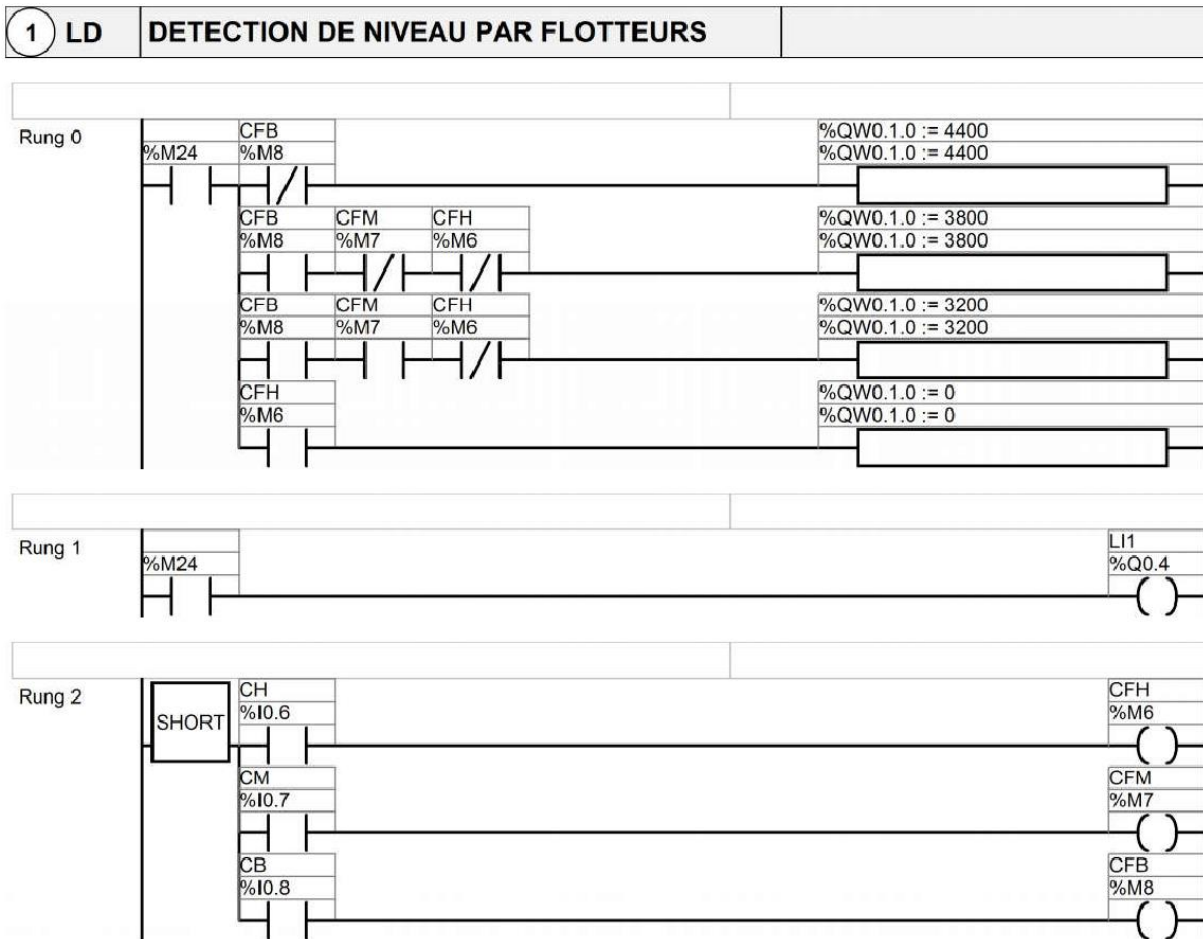 1 LD DETECTION DE NIVEAU PAR FLOTTEURS
Rung 0
CFB %QW0.1.0 := 4400
%M24 %M8 %QW0.1.0 := 4400
CFB CFM CFH %QW0.1.0 := 3800
%M8 %M7 %M6 %QW0.1.0 := 3800
CFB CFM CFH %QW0.1.0 := 3200
%M8 %M7 %M6 %QW0.1.0 := 3200
CFH %QW0.1.0 := 0
%M6 %QW0.1.0 := 0
Rung 1
LI1
%M24 %Q0.4
Rung 2
CH CFH
SHORT %I0.6 %M6
CM CFM
%I0.7 %M7
CB CFB
%I0.8 %M8